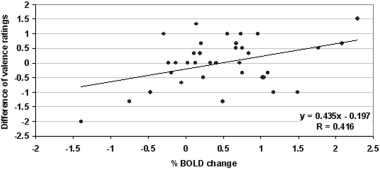 Difference of valence ratings
2
1.5
1
0.5
0
-0.5
-1
-1.5
-2
-2.5
y = 0.435x - 0.197
R = 0.416
-2 -1.5 -1 -0.5 0 0.5 1 1.5 2 2.5
% BOLD change